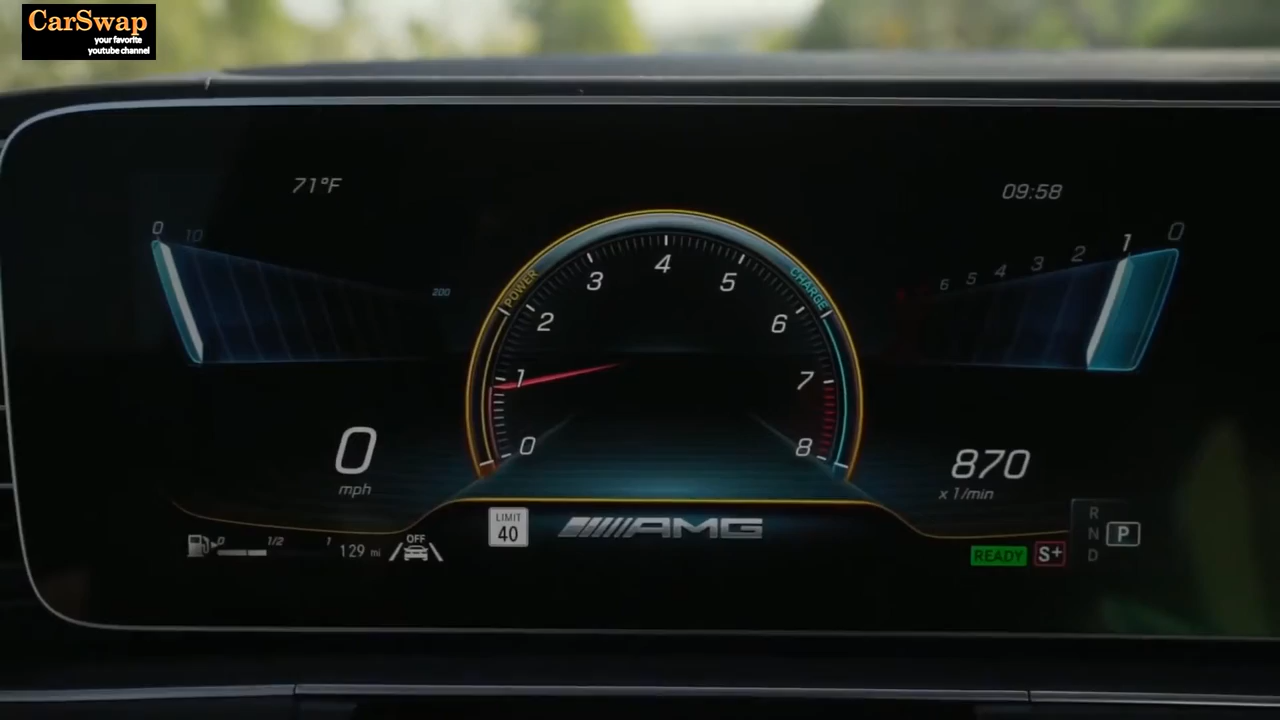 CarSwap
your favorite
youtube channel
71°F
09:58
0 10
200
POWER
CHARGE
0 1 2 3 4 5 6 7 8
6 5 4 3 2 1 0
0
mph
870
x 1/min
LIMIT
40
AMG
0 1/2 1
129 mi
OFF
READY
S+
R
N
D
P